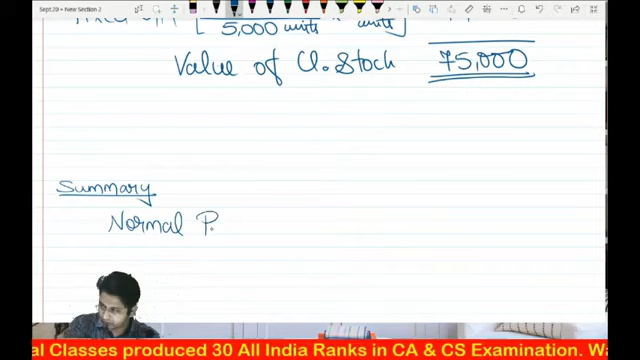 Sept.20 – New Section 2
5,000 units units
Value of Cl. Stock 75,000
Summary
Normal P.
al Classes produced 30 All India Ranks in CA & CS Examination. Wa